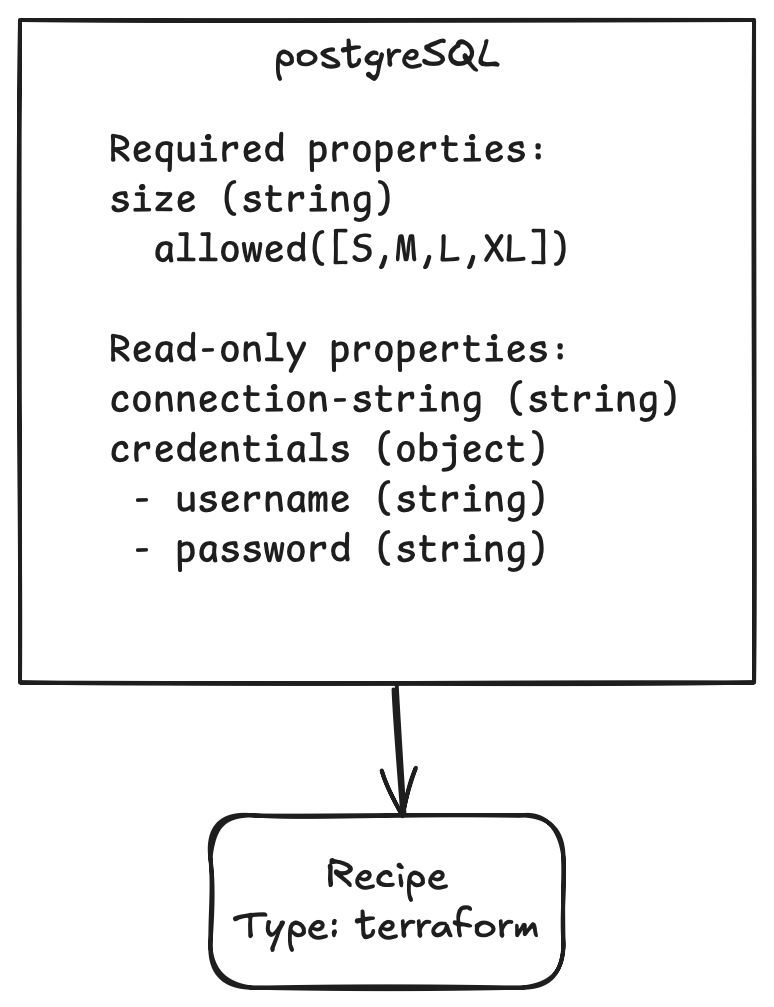 postgreSQL
Required properties:
size (string)
allowed([S,M,L,XL])
Read-only properties:
connection-string (string)
credentials (object)
- username (string)
- password (string)
Recipe
Type: terraform